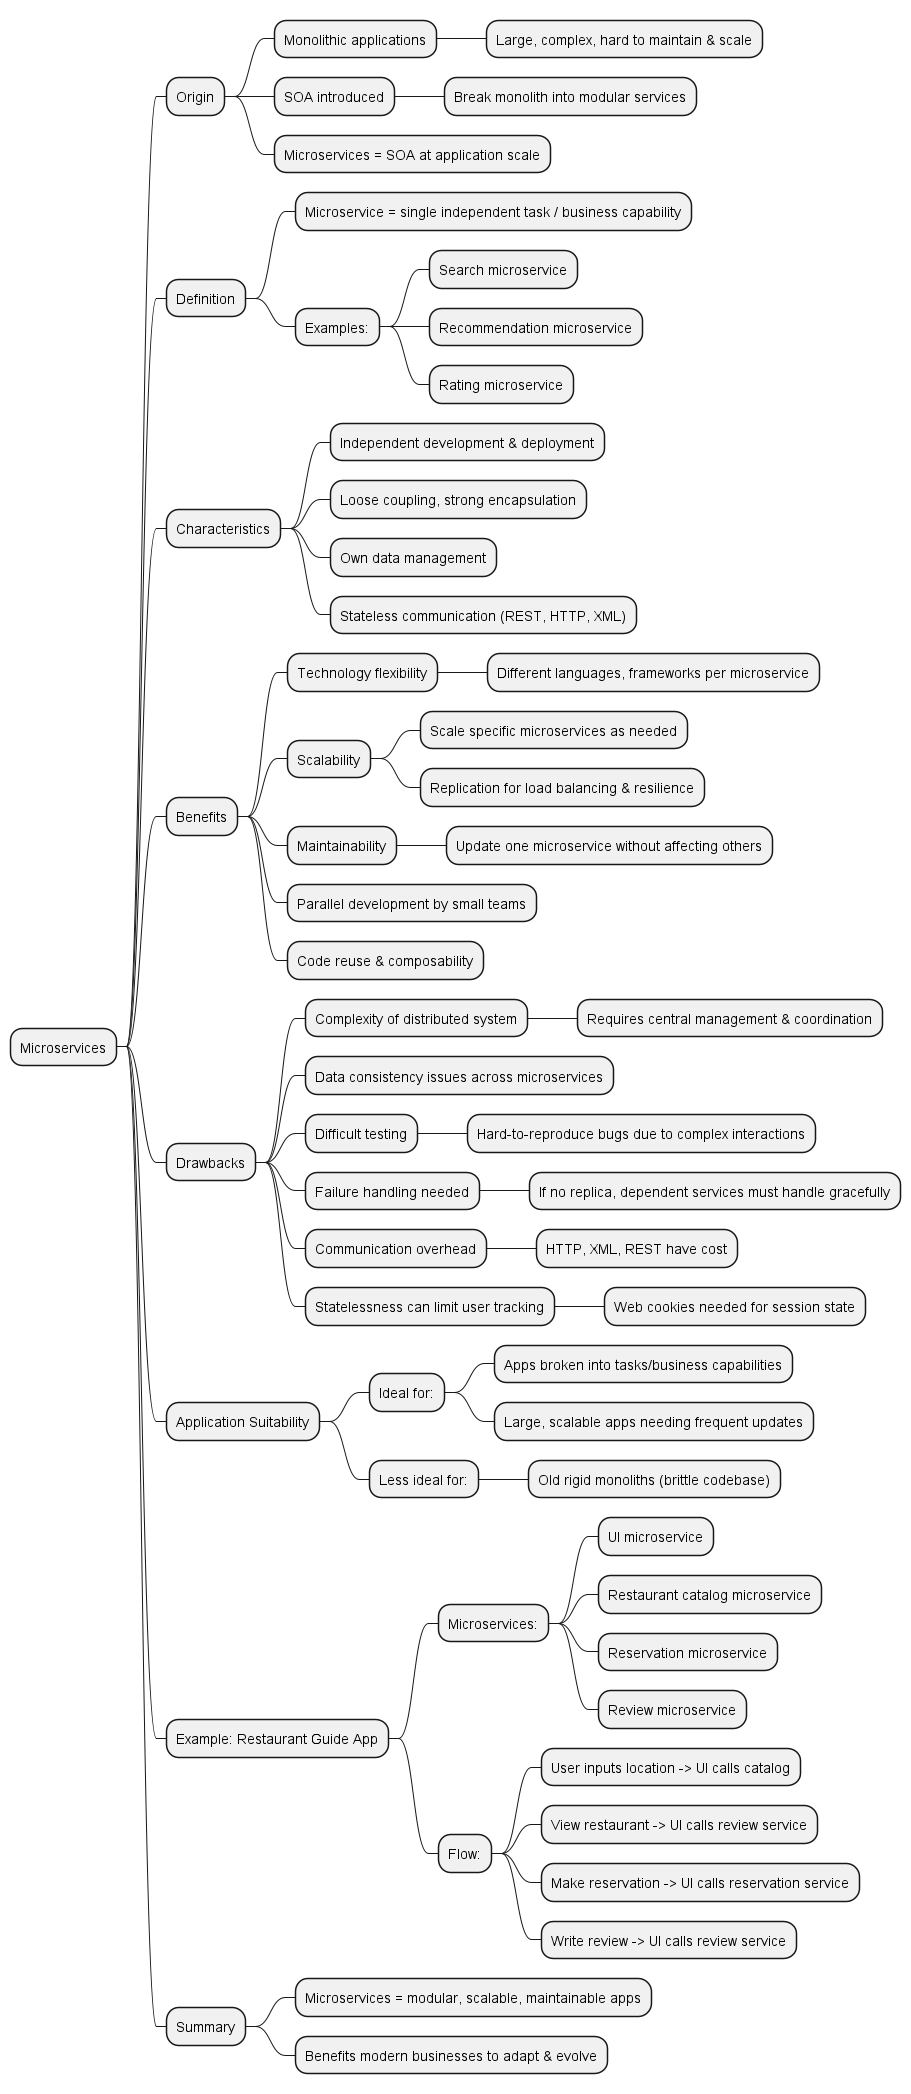 Microservices
Origin
Monolithic applications
Large, complex, hard to maintain & scale
SOA introduced
Break monolith into modular services
Microservices = SOA at application scale
Definition
Microservice = single independent task / business capability
Examples:
Search microservice
Recommendation microservice
Rating microservice
Characteristics
Independent development & deployment
Loose coupling, strong encapsulation
Own data management
Stateless communication (REST, HTTP, XML)
Benefits
Technology flexibility
Different languages, frameworks per microservice
Scalability
Scale specific microservices as needed
Replication for load balancing & resilience
Maintainability
Update one microservice without affecting others
Parallel development by small teams
Code reuse & composability
Drawbacks
Complexity of distributed system
Requires central management & coordination
Data consistency issues across microservices
Difficult testing
Hard-to-reproduce bugs due to complex interactions
Failure handling needed
If no replica, dependent services must handle gracefully
Communication overhead
HTTP, XML, REST have cost
Statelessness can limit user tracking
Web cookies needed for session state
Application Suitability
Ideal for:
Apps broken into tasks/business capabilities
Large, scalable apps needing frequent updates
Less ideal for:
Old rigid monoliths (brittle codebase)
Example: Restaurant Guide App
Microservices:
UI microservice
Restaurant catalog microservice
Reservation microservice
Review microservice
Flow:
User inputs location -> UI calls catalog
View restaurant -> UI calls review service
Make reservation -> UI calls reservation service
Write review -> UI calls review service
Summary
Microservices = modular, scalable, maintainable apps
Benefits modern businesses to adapt & evolve